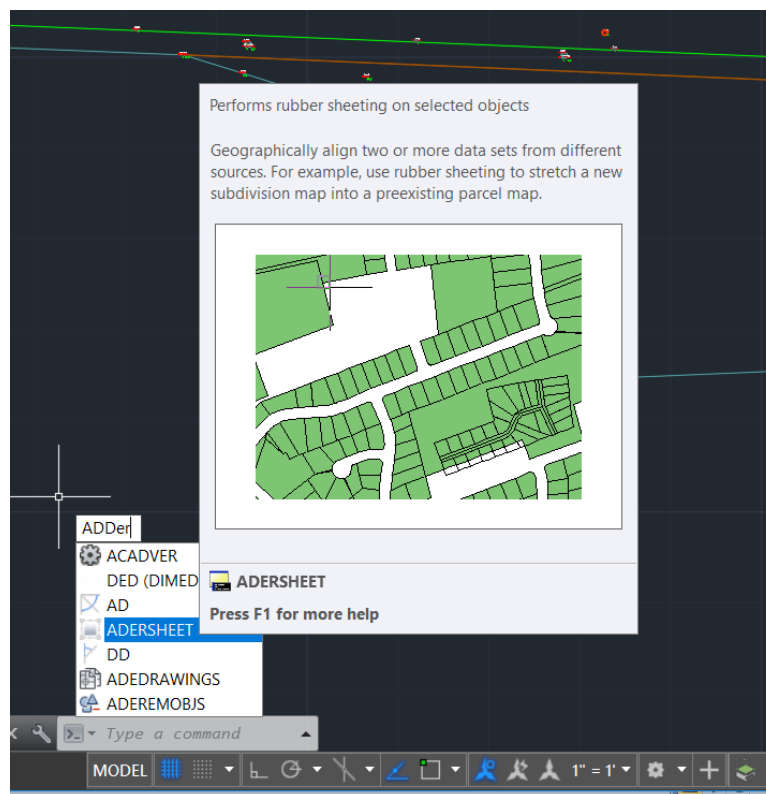 Performs rubber sheeting on selected objects
Geographically align two or more data sets from different
sources. For example, use rubber sheeting to stretch a new
subdivision map into a preexisting parcel map.
ADDer
ACADVER
DED (DIMED
AD
ADERSHEET
DD
ADEDRAWINGS
ADEREMOBJS
ADERSHEET
Press F1 for more help
Type a command
MODEL
1" = 1'